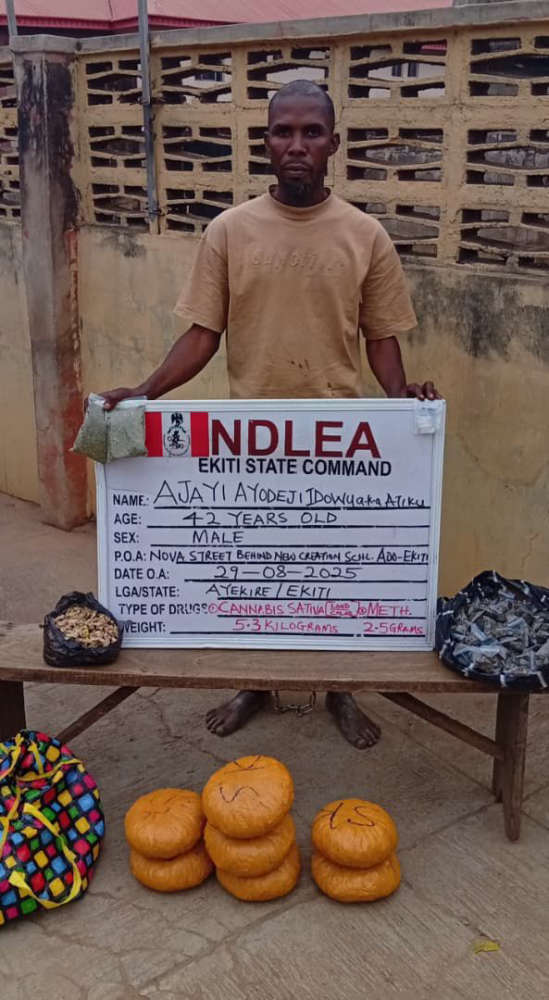 NDLEA
EKITI STATE COMMAND
NAME: AJAYI AYODEJI IDOWU aka ATIKU
AGE: 42 YEARS OLD
SEX: MALE
P.O.A: NOVA STREET BEHIND NEW CREATION SCHL. ADO-EKITI
DATE O.A: 29-08-2025
LGA/STATE: AYEKIRE / EKITI
TYPE OF DRUGS: CANNABIS SATIVA METH.
WEIGHT: 5.3 KILOGRAMS 2.5 GRAMS